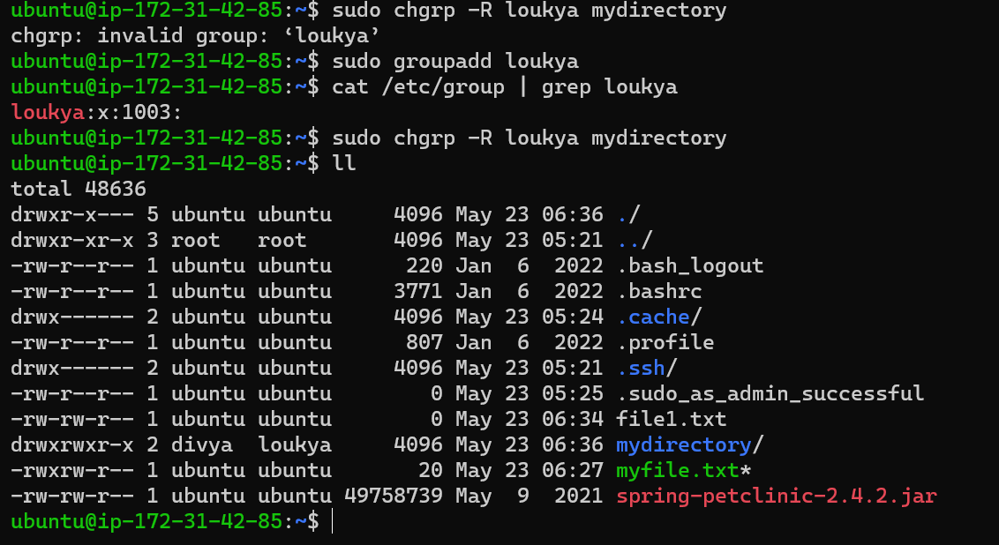 ubuntu@ip-172-31-42-85:~$ sudo chgrp -R loukya mydirectory
chgrp: invalid group: ‘loukya’
ubuntu@ip-172-31-42-85:~$ sudo groupadd loukya
ubuntu@ip-172-31-42-85:~$ cat /etc/group | grep loukya
loukya:x:1003:
ubuntu@ip-172-31-42-85:~$ sudo chgrp -R loukya mydirectory
ubuntu@ip-172-31-42-85:~$ ll
total 48636
drwxr-x--- 5 ubuntu ubuntu     4096 May 23 06:36 ./
drwxr-xr-x 3 root   root       4096 May 23 05:21 ../
-rw-r--r-- 1 ubuntu ubuntu      220 Jan  6  2022 .bash_logout
-rw-r--r-- 1 ubuntu ubuntu     3771 Jan  6  2022 .bashrc
drwx------ 2 ubuntu ubuntu     4096 May 23 05:24 .cache/
-rw-r--r-- 1 ubuntu ubuntu      807 Jan  6  2022 .profile
drwx------ 2 ubuntu ubuntu     4096 May 23 05:21 .ssh/
-rw-r--r-- 1 ubuntu ubuntu        0 May 23 05:25 .sudo_as_admin_successful
-rw-rw-r-- 1 ubuntu ubuntu        0 May 23 06:34 file1.txt
drwxrwxr-x 2 divya  loukya     4096 May 23 06:36 mydirectory/
-rwxrw-r-- 1 ubuntu ubuntu       20 May 23 06:27 myfile.txt*
-rw-rw-r-- 1 ubuntu ubuntu 49758739 May  9  2021 spring-petclinic-2.4.2.jar
ubuntu@ip-172-31-42-85:~$